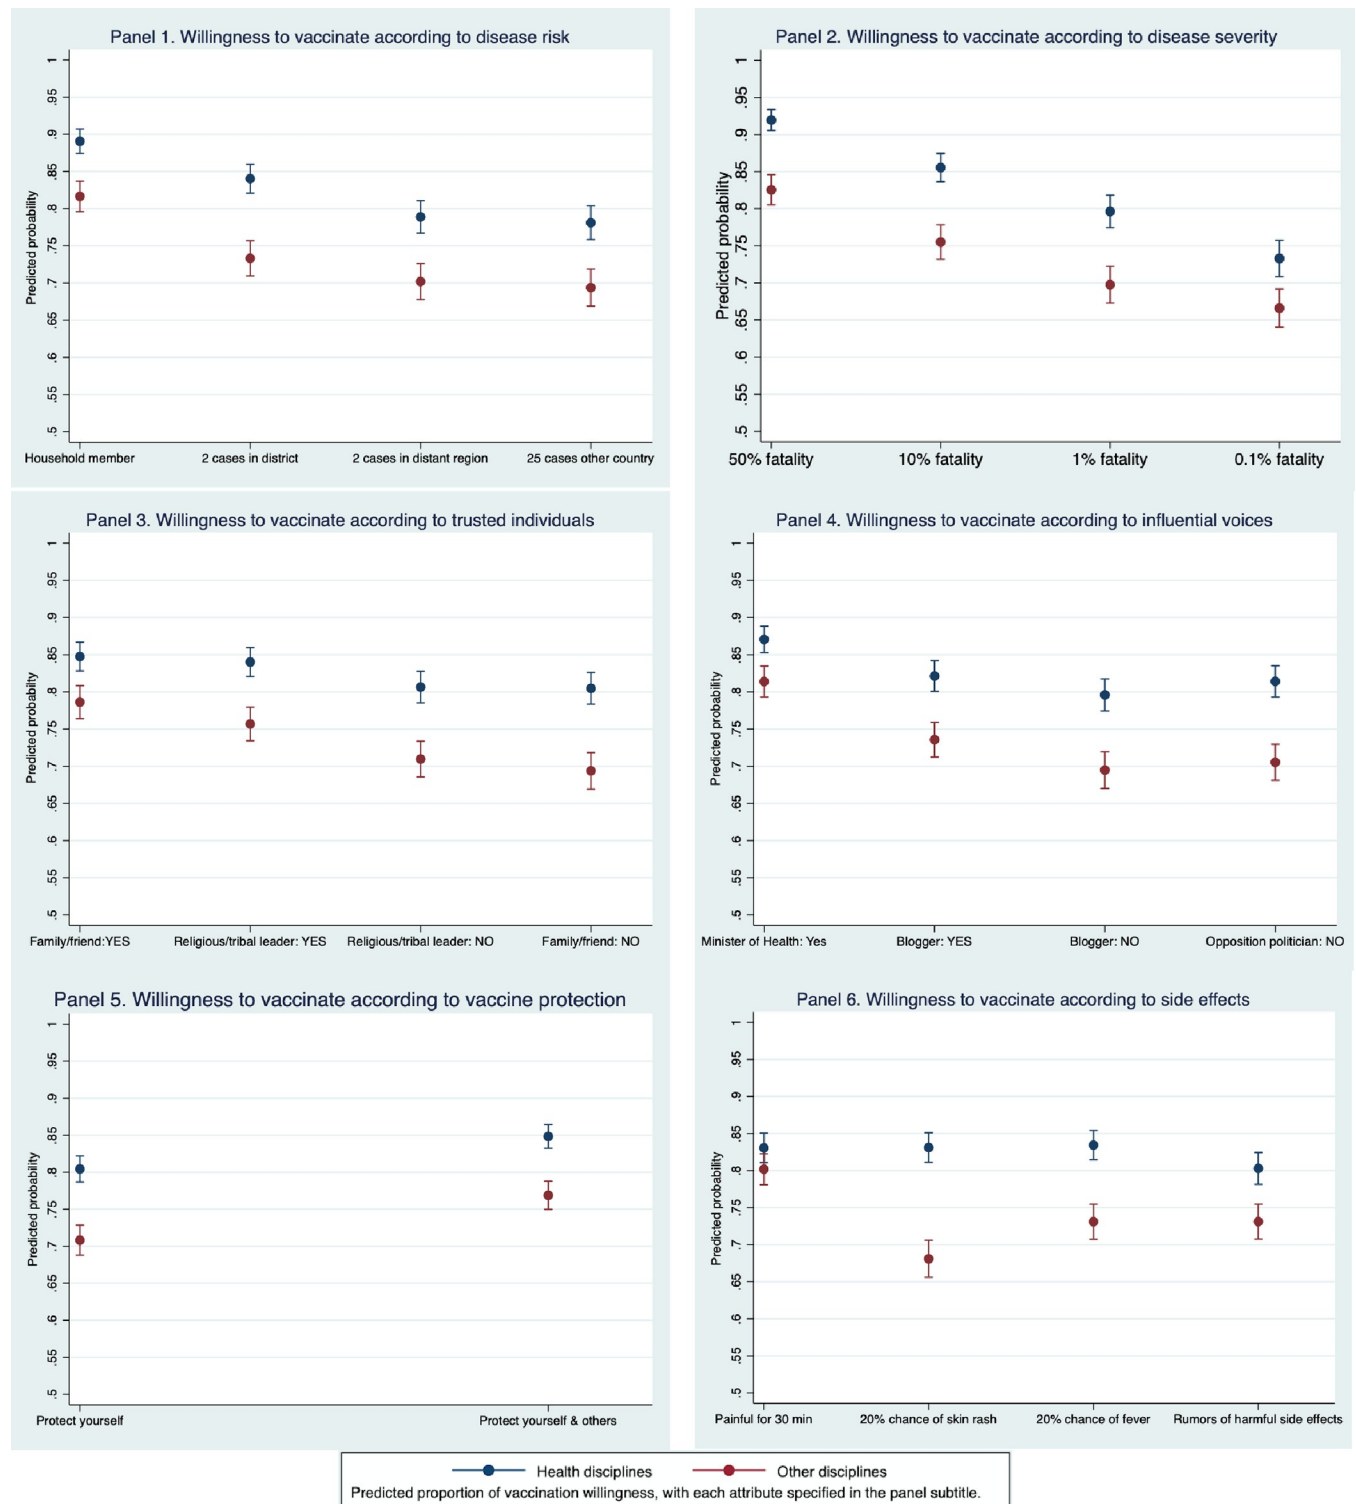 Panel 1. Willingness to vaccinate according to disease risk
Predicted probability
1
.95
.9
.85
.8
.75
.7
.65
.6
.55
.5
Household member
2 cases in district
2 cases in distant region
25 cases other country
Panel 2. Willingness to vaccinate according to disease severity
Predicted probability
1
.95
.9
.85
.8
.75
.7
.65
.6
.55
.5
50% fatality
10% fatality
1% fatality
0.1% fatality
Panel 3. Willingness to vaccinate according to trusted individuals
Predicted probability
1
.95
.9
.85
.8
.75
.7
.65
.6
.55
.5
Family/friend:YES
Religious/tribal leader: YES
Religious/tribal leader: NO
Family/friend: NO
Panel 4. Willingness to vaccinate according to influential voices
Predicted probability
1
.95
.9
.85
.8
.75
.7
.65
.6
.55
.5
Minister of Health: Yes
Blogger: YES
Blogger: NO
Opposition politician: NO
Panel 5. Willingness to vaccinate according to vaccine protection
Predicted probability
1
.95
.9
.85
.8
.75
.7
.65
.6
.55
.5
Protect yourself
Protect yourself & others
Panel 6. Willingness to vaccinate according to side effects
Predicted probability
1
.95
.9
.85
.8
.75
.7
.65
.6
.55
.5
Painful for 30 min
20% chance of skin rash
20% chance of fever
Rumors of harmful side effects
Health disciplines
Other disciplines
Predicted proportion of vaccination willingness, with each attribute specified in the panel subtitle.